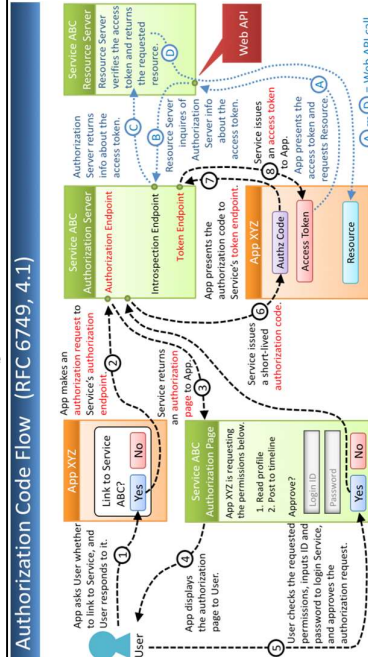 Authorization Code Flow (RFC 6749, 4.1)
App asks User whether
to link to Service, and
User responds to it.
1
User
App XYZ
Link to Service
ABC?
Yes
No
App makes an
authorization request to
Service's authorization
endpoint.
2
Service returns
an authorization
page to App.
3
4
App displays
the authorization
page to User.
Service ABC
Authorization Page
App XYZ is requesting
the permissions below.
1. Read profile
2. Post to timeline
Approve?
Login ID
Password
Yes
No
5
User checks the requested
permissions, inputs ID and
password to login Service,
and approves the
authorization request.
Service ABC
Authorization Server
Authorization Endpoint
Introspection Endpoint
Token Endpoint
6
Service issues
a short-lived
authorization code.
App presents the
authorization code to
Service's token endpoint.
7
Service issues
an access token
to App.
8
App XYZ
Authz Code
Access Token
Resource
Authorization
Server returns
info about the
access token.
C
B
Resource Server
inquires of
Authorization
Server info
about the
access token.
Service ABC
Resource Server
Resource Server
verifies the access
token and returns
the requested
resource.
D
Web API
A
App presents the
access token and
requests Resource.